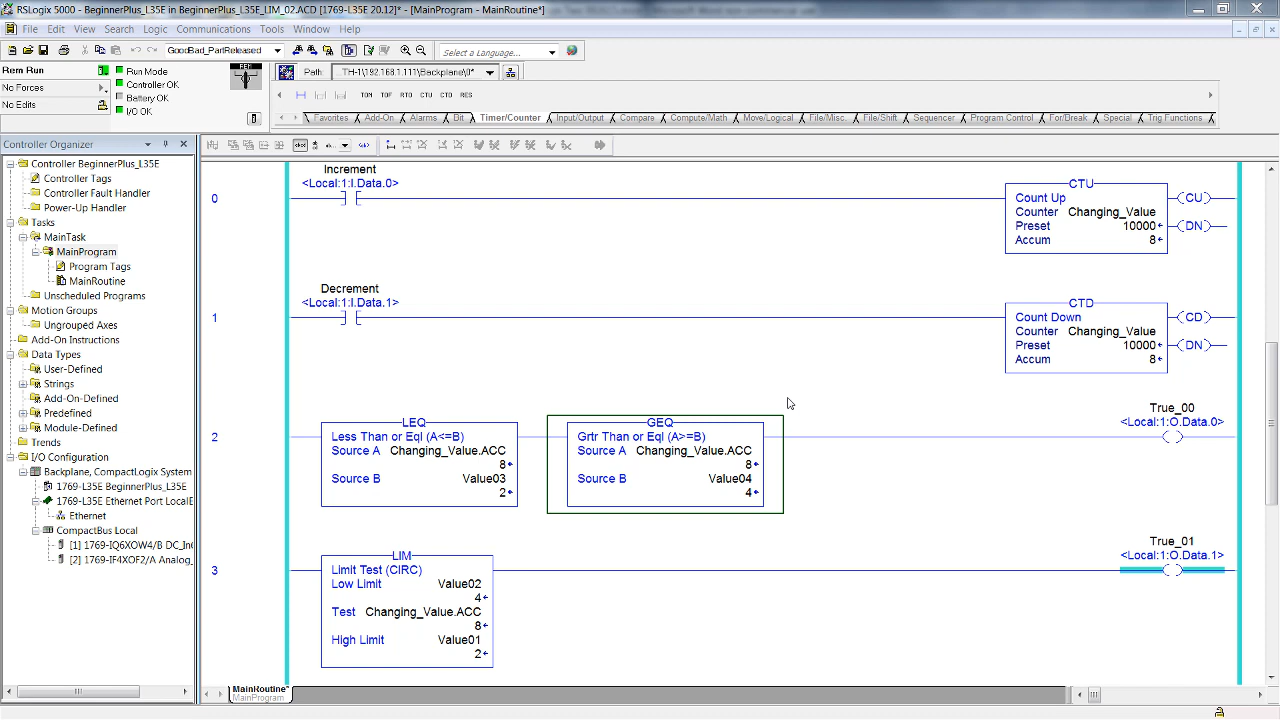 RSLogix 5000 - BeginnerPlus_L35E in BeginnerPlus_L35E_LIM_02.ACD [1769-L35E 20.12]* - [MainProgram - MainRoutine*]
File Edit View Search Logic Communications Tools Window Help
GoodBad_PartReleased
Select a Language...
Rem Run
No Forces
No Edits
Run Mode
Controller OK
Battery OK
I/O OK
REM
Path:
..TH-1\192.168.1.111\Backplane\0*
TON TOF RTO CTU CTD RES
Favorites Add-On Alarms Bit Timer/Counter Input/Output Compare Compute/Math Move/Logical File/Misc. File/Shift Sequencer Program Control For/Break Special Trig Functions
Controller Organizer
Controller BeginnerPlus_L35E
Controller Tags
Controller Fault Handler
Power-Up Handler
Tasks
MainTask
MainProgram
Program Tags
MainRoutine
Unscheduled Programs
Motion Groups
Ungrouped Axes
Add-On Instructions
Data Types
User-Defined
Strings
Add-On-Defined
Predefined
Module-Defined
Trends
I/O Configuration
Backplane, CompactLogix System
1769-L35E BeginnerPlus_L35E
1769-L35E Ethernet Port LocalE
Ethernet
CompactBus Local
[1] 1769-IQ6XOW4/B DC_In
[2] 1769-IF4XOF2/A Analog_
0
Increment
<Local:1:I.Data.0>
CTU
Count Up
Counter Changing_Value
Preset 10000
Accum 8
CU
DN
1
Decrement
<Local:1:I.Data.1>
CTD
Count Down
Counter Changing_Value
Preset 10000
Accum 8
CD
DN
2
LEQ
Less Than or Eql (A<=B)
Source A Changing_Value.ACC
8
Source B Value03
2
GEQ
Grtr Than or Eql (A>=B)
Source A Changing_Value.ACC
8
Source B Value04
4
True_00
<Local:1:O.Data.0>
3
LIM
Limit Test (CIRC)
Low Limit Value02
4
Test Changing_Value.ACC
8
High Limit Value01
2
True_01
<Local:1:O.Data.1>
MainRoutine*
MainProgram